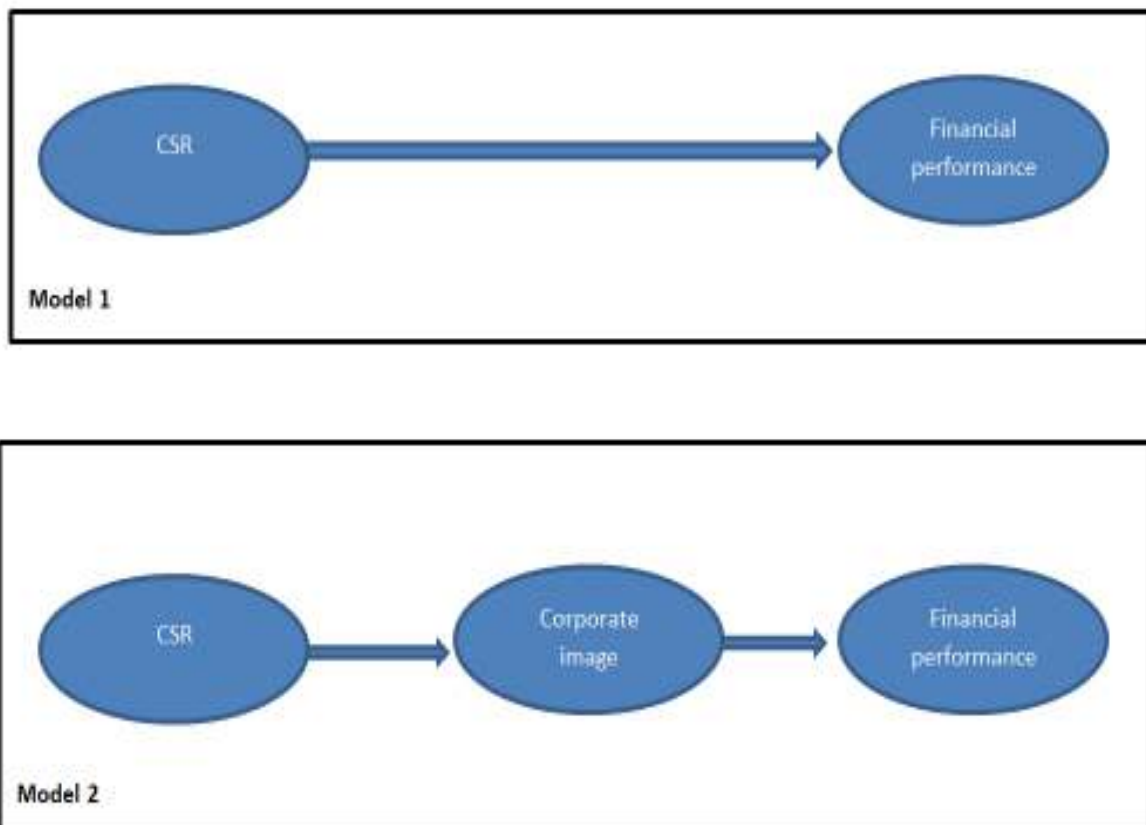 CSR
Financial
performance
Model 1
CSR
Corporate
image
Financial
performance
Model 2